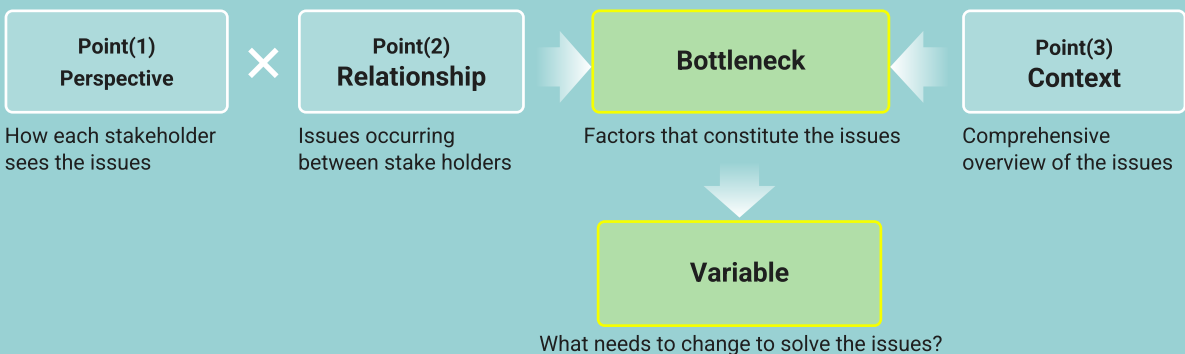 Point(1)
Perspective
How each stakeholder
sees the issues
Point(2)
Relationship
Issues occurring
between stake holders
Bottleneck
Factors that constitute the issues
Point(3)
Context
Comprehensive
overview of the issues
Variable
What needs to change to solve the issues?